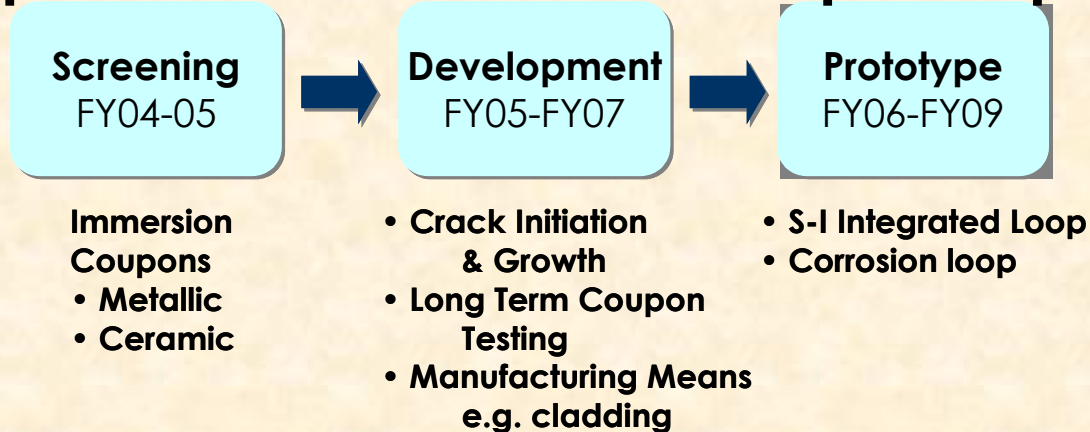 Screening
FY04-05
Development
FY05-FY07
Prototype
FY06-FY09
Immersion
Coupons
• Metallic
• Ceramic
• Crack Initiation
& Growth
• Long Term Coupon
Testing
• Manufacturing Means
e.g. cladding
• S-I Integrated Loop
• Corrosion loop